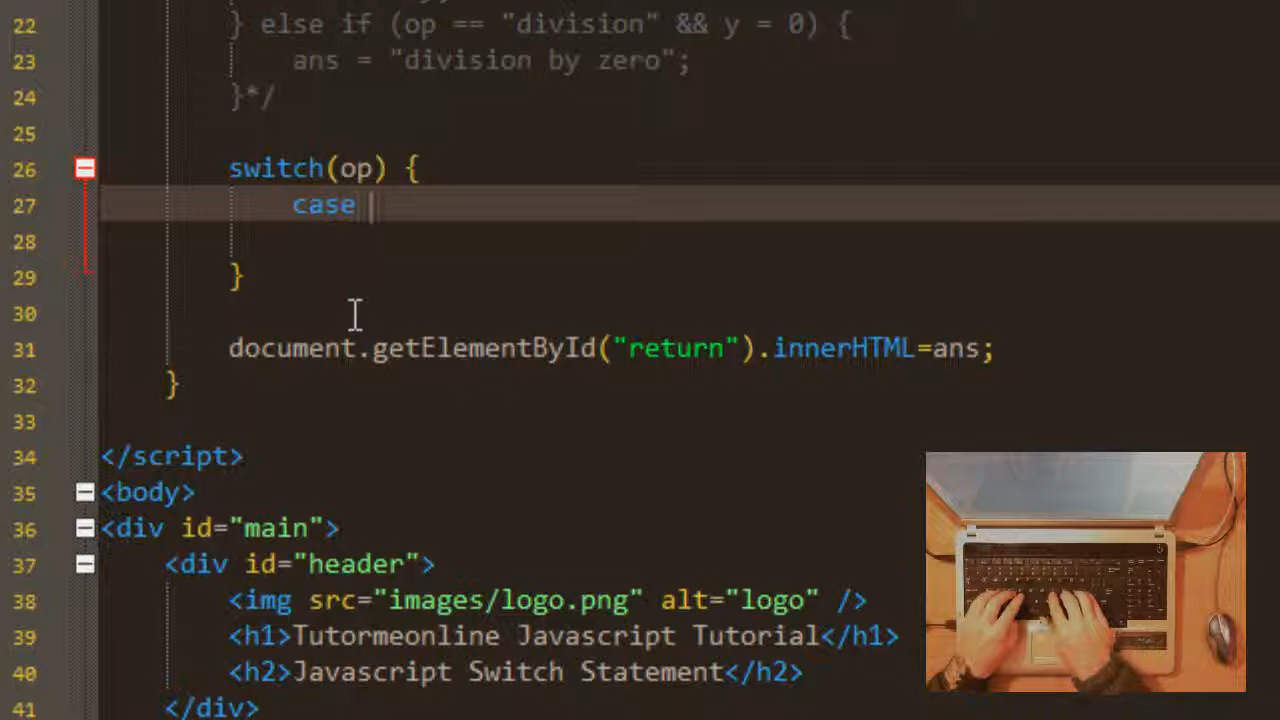 22 } else if (op == "division" && y = 0) {
23 ans = "division by zero";
24 }*/
25
26 switch(op) {
27 case
28
29 }
30
31 document.getElementById("return").innerHTML=ans;
32 }
33
34 </script>
35 <body>
36 <div id="main">
37 <div id="header">
38 <img src="images/logo.png" alt="logo" />
39 <h1>Tutormeonline Javascript Tutorial</h1>
40 <h2>Javascript Switch Statement</h2>
41 </div>